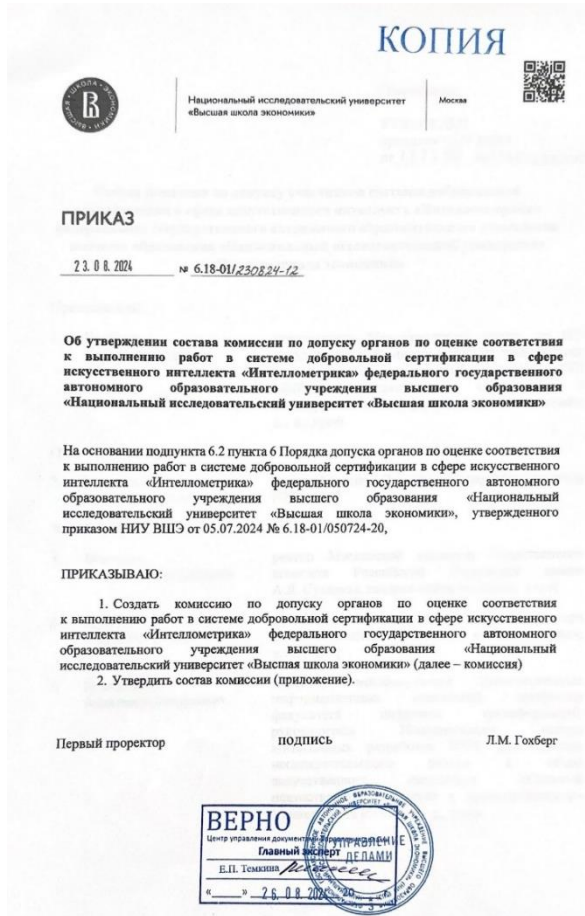 КОПИЯ
ВЫСШАЯ ШКОЛА ЭКОНОМИКИ
Национальный исследовательский университет
«Высшая школа экономики»
Москва
ПРИКАЗ
23.08.2024 № 6.18-01/230824-12
Об утверждении состава комиссии по допуску органов по оценке соответствия
к выполнению работ в системе добровольной сертификации в сфере
искусственного интеллекта «Интеллометрика» федерального государственного
автономного образовательного учреждения высшего образования
«Национальный исследовательский университет «Высшая школа экономики»
На основании подпункта 6.2 пункта 6 Порядка допуска органов по оценке соответствия
к выполнению работ в системе добровольной сертификации в сфере искусственного
интеллекта «Интеллометрика» федерального государственного автономного
образовательного учреждения высшего образования «Национальный
исследовательский университет «Высшая школа экономики», утвержденного
приказом НИУ ВШЭ от 05.07.2024 № 6.18-01/050724-20,
ПРИКАЗЫВАЮ:
1. Создать комиссию по допуску органов по оценке соответствия
к выполнению работ в системе добровольной сертификации в сфере искусственного
интеллекта «Интеллометрика» федерального государственного автономного
образовательного учреждения высшего образования «Национальный
исследовательский университет «Высшая школа экономики» (далее – комиссия)
2. Утвердить состав комиссии (приложение).
Первый проректор подпись Л.М. Гохберг
ВЕРНО
Центр управления
Главный эксперт
Е.П. Темкина
« » 26.08.2024
УПРАВЛЕНИЕ
ДЕЛАМИ